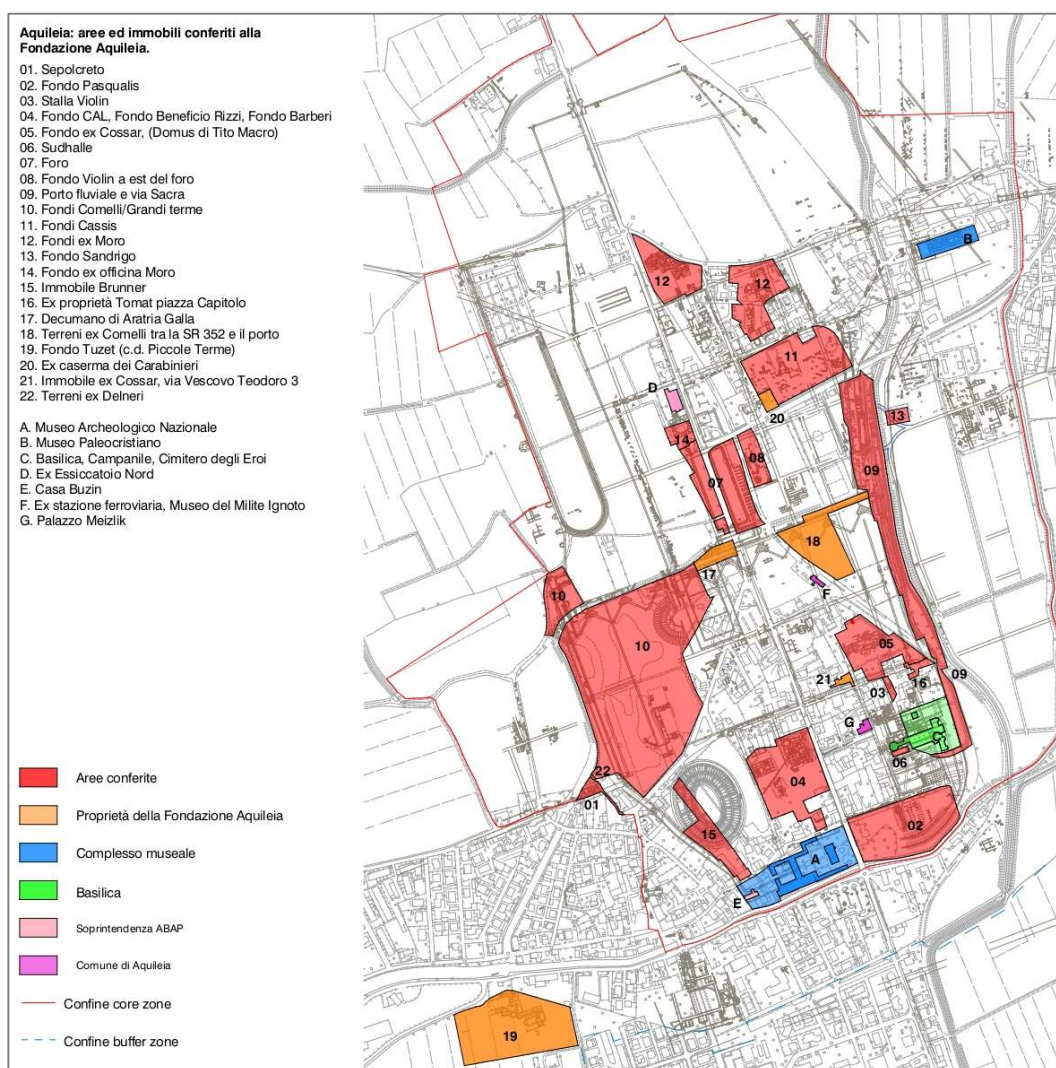 Aquileia: aree ed immobili conferiti alla
Fondazione Aquileia.
01. Sepolcreto
02. Fondo Pasqualis
03. Stalla Violin
04. Fondo CAL, Fondo Beneficio Rizzi, Fondo Barberi
05. Fondo ex Cossar, (Domus di Tito Macro)
06. Sudhalle
07. Foro
08. Fondo Violin a est del foro
09. Porto fluviale e via Sacra
10. Fondi Comelli/Grandi terme
11. Fondi Cassis
12. Fondi ex Moro
13. Fondo Sandrigo
14. Fondo ex officina Moro
15. Immobile Brunner
16. Ex proprietà Tomat piazza Capitolo
17. Decumano di Aratria Galla
18. Terreni ex Comelli tra la SR 352 e il porto
19. Fondo Tuzet (c.d. Piccole Terme)
20. Ex caserma dei Carabinieri
21. Immobile ex Cossar, via Vescovo Teodoro 3
22. Terreni ex Delneri
A. Museo Archeologico Nazionale
B. Museo Paleocristiano
C. Basilica, Campanile, Cimitero degli Eroi
D. Ex Essiccatoio Nord
E. Casa Buzin
F. Ex stazione ferroviaria, Museo del Milite Ignoto
G. Palazzo Meizlik
Aree conferite
Proprietà della Fondazione Aquileia
Complesso museale
Basilica
Soprintendenza ABAP
Comune di Aquileia
Confine core zone
Confine buffer zone
B
12
12
11
D
20
13
14
08
09
07
18
17
F
10
10
05
09
21
16
03
G
C
06
22
01
04
02
15
A
E
19